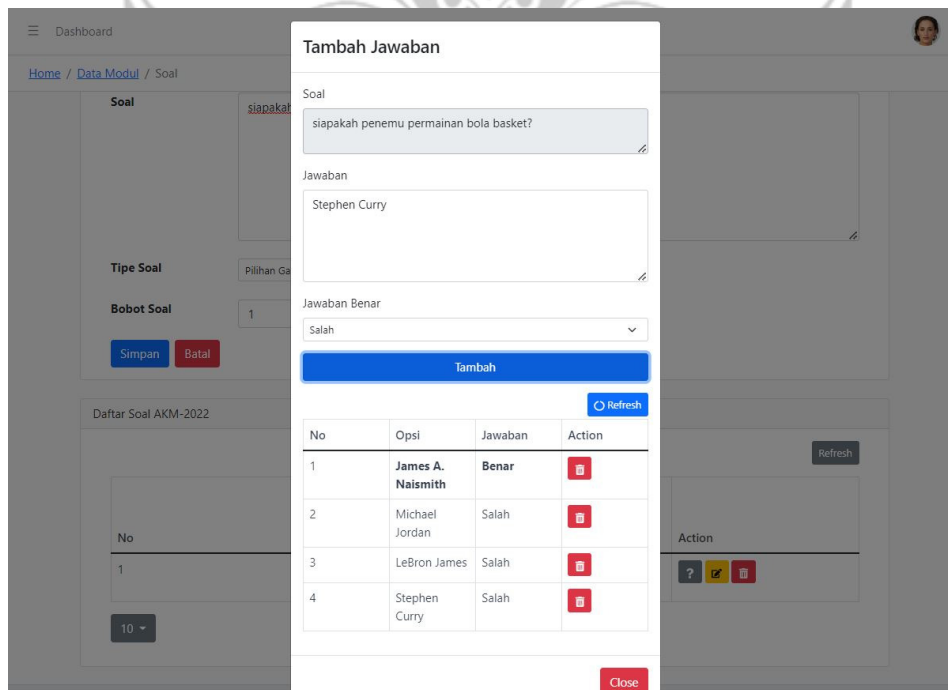 Dashboard
Home / Data Modul / Soal
Tambah Jawaban
Soal
siapakah penemu permainan bola basket?
Jawaban
Stephen Curry
Jawaban Benar
Salah
Tambah
Refresh
No Opsi Jawaban Action
1 James A. Benar
Naismith
2 Michael Salah
Jordan
3 LeBron James Salah
4 Stephen Salah
Curry
Close
Soal
siapakah
Tipe Soal
Pilihan Ga
Bobot Soal
1
Simpan Batal
Daftar Soal AKM-2022
Refresh
No Action
1 ?
10